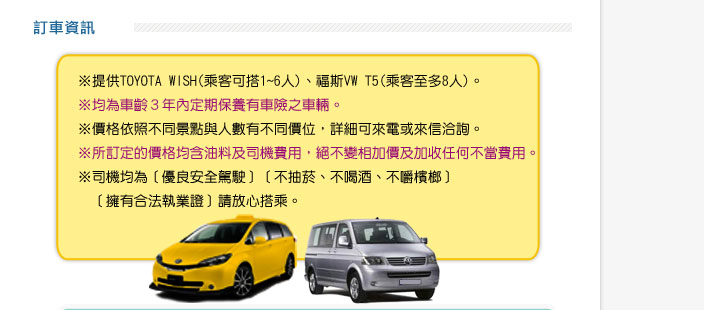 訂車資訊
※提供TOYOTA WISH(乘客可搭1~6人)、福斯VW T5(乘客至多8人)。
※均為車齡３年內定期保養有車險之車輛。
※價格依照不同景點與人數有不同價位，詳細可來電或來信洽詢。
※所訂定的價格均含油料及司機費用，絕不變相加價及加收任何不當費用。
※司機均為〔優良安全駕駛〕〔不抽菸、不喝酒、不嚼檳榔〕
〔擁有合法執業證〕請放心搭乘。